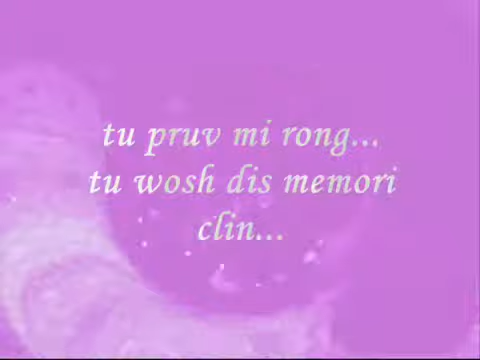 tu pruv mi rong...
tu wosh dis memori
clin...